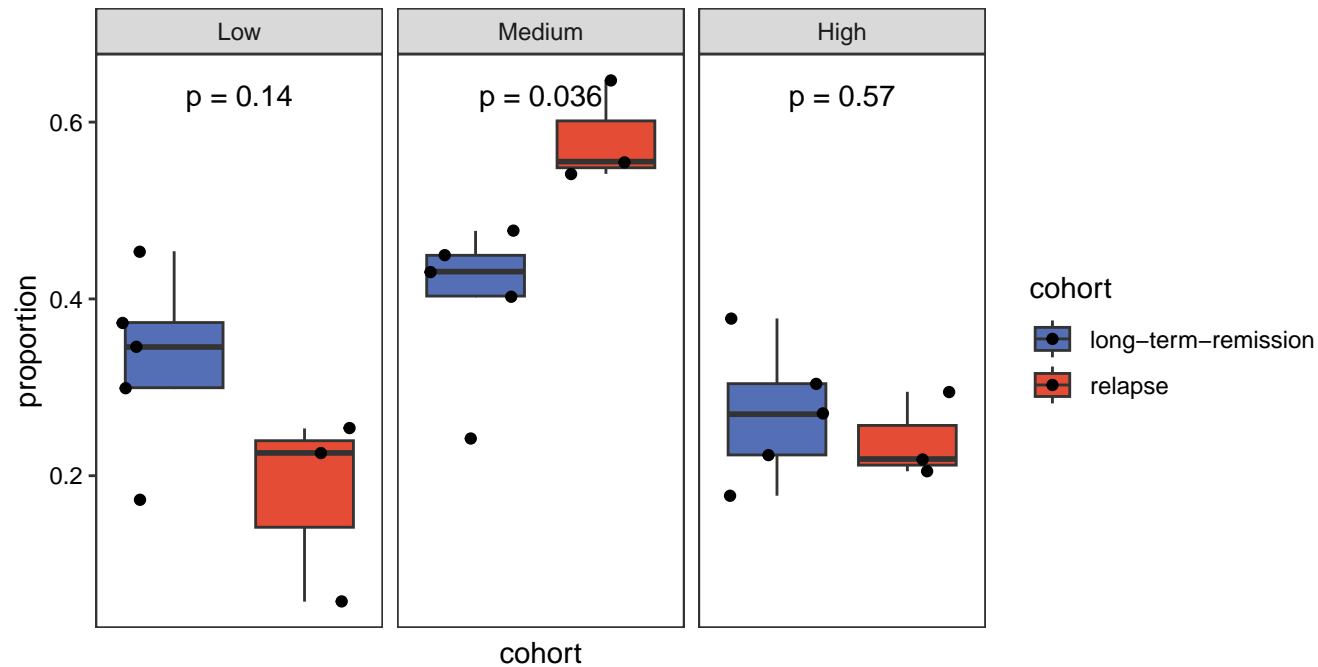 Low
Medium
High
p = 0.14
p = 0.036
p = 0.57
0.6
0.4
0.2
proportion
cohort
cohort
long−term−remission
relapse